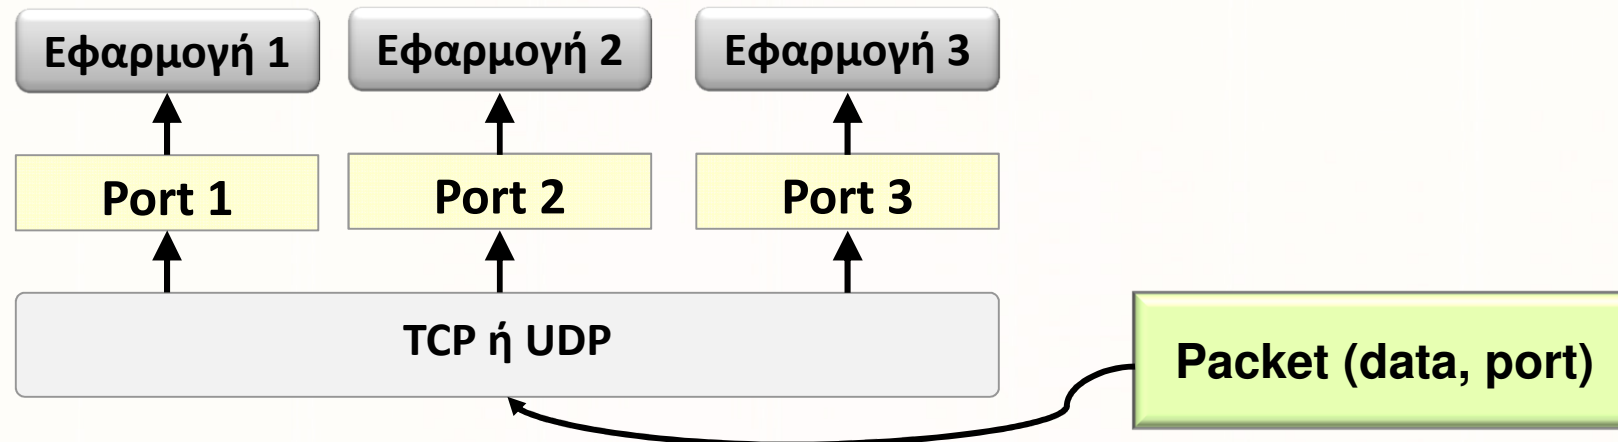 Εφαρμογή 1
Εφαρμογή 2
Εφαρμογή 3
Port 1
Port 2
Port 3
TCP ή UDP
Packet (data, port)